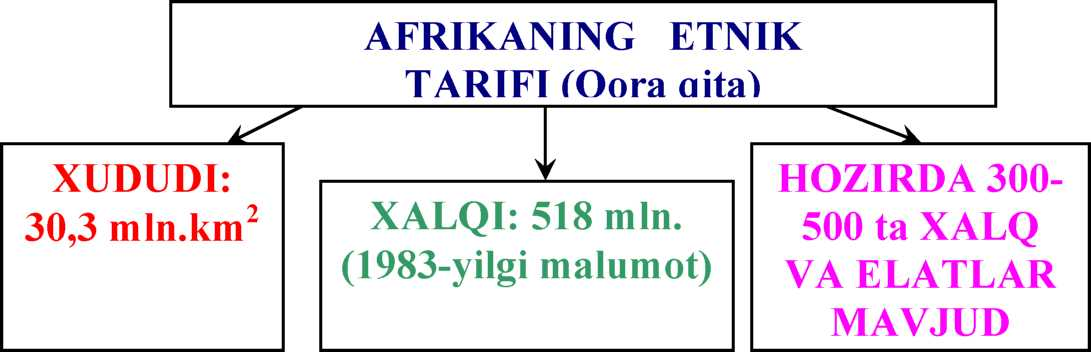 AFRIKANING ETNIK
TARIFI (Qora qita)
XUDUDI:
30,3 mln.km²
XALQI: 518 mln.
(1983-yilgi malumot)
HOZIRDA 300-
500 ta XALQ
VA ELATLAR
MAVJUD